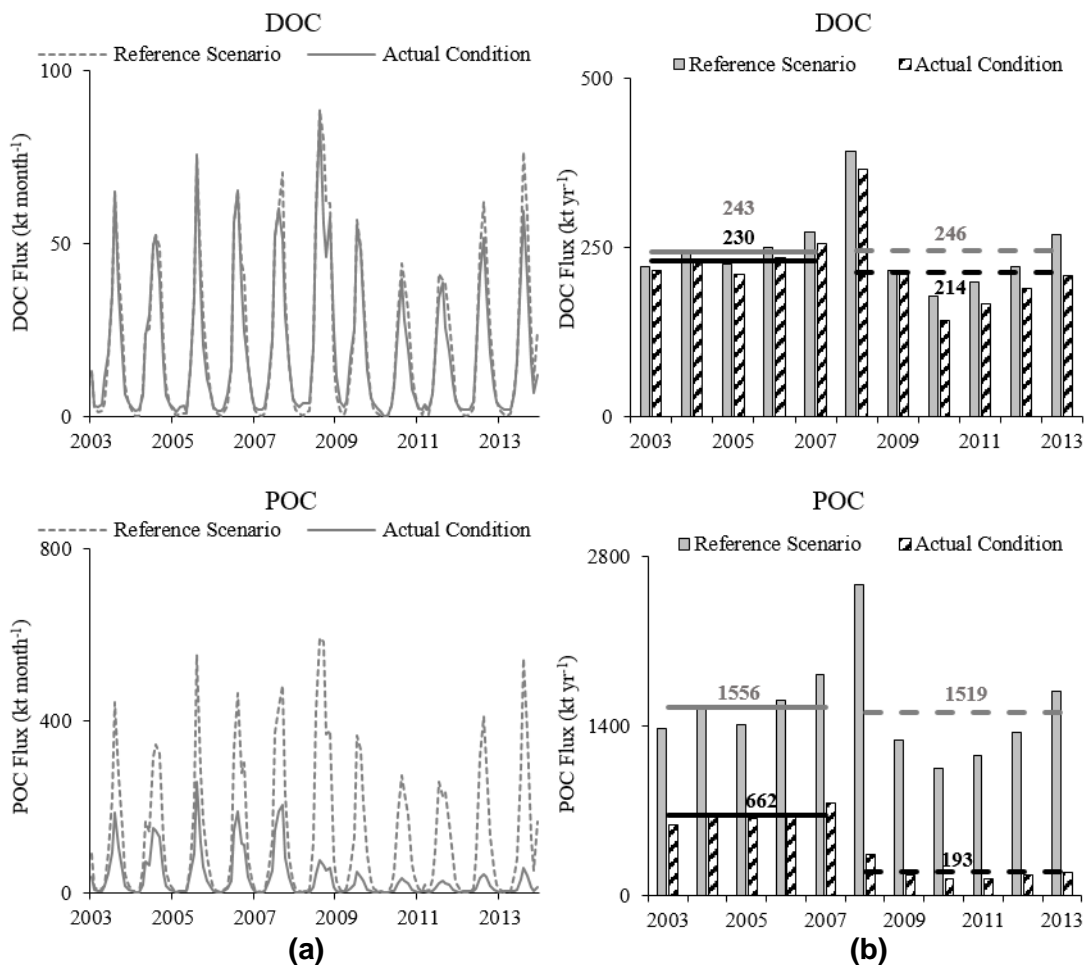 DOC
Reference Scenario Actual Condition
100
50
0
DOC Flux (kt month⁻¹)
2003 2005 2007 2009 2011 2013
DOC
Reference Scenario Actual Condition
500
250
0
DOC Flux (kt yr⁻¹)
243
230
246
214
2003 2005 2007 2009 2011 2013
POC
Reference Scenario Actual Condition
800
400
0
POC Flux (kt month⁻¹)
2003 2005 2007 2009 2011 2013
(a)
POC
Reference Scenario Actual Condition
2800
1400
0
POC Flux (kt yr⁻¹)
1556
1519
662
193
2003 2005 2007 2009 2011 2013
(b)